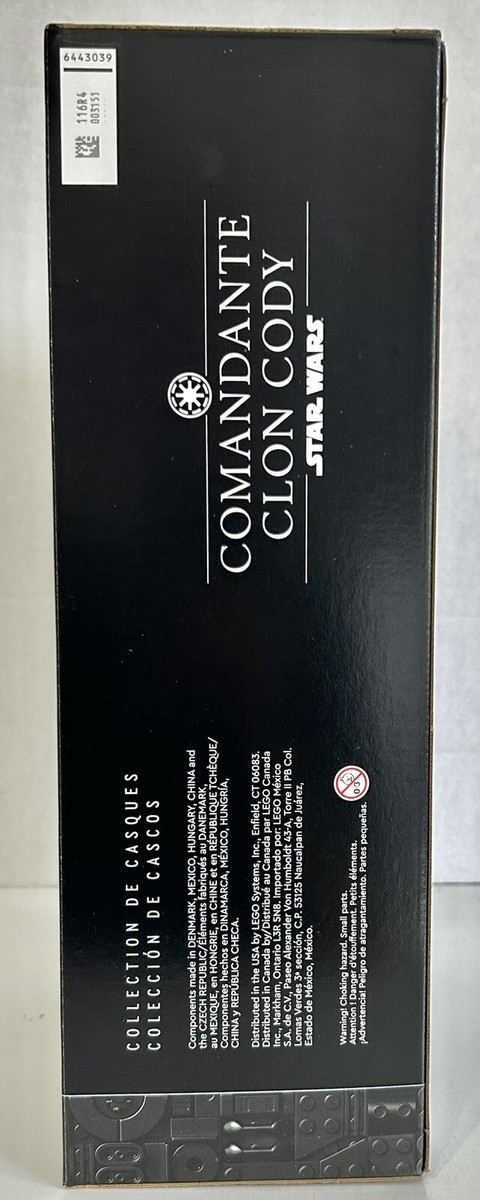 6443039
116R4
003151
COMANDANTE
CLON CODY
STAR WARS
COLLECTION DE CASQUES
COLECCIÓN DE CASCOS
Components made in DENMARK, MEXICO, HUNGARY, CHINA and
the CZECH REPUBLIC/Éléments fabriqués au DANEMARK,
au MEXIQUE, en HONGRIE, en CHINE et en RÉPUBLIQUE TCHÈQUE/
Componentes hechos en DINAMARCA, MÉXICO, HUNGRÍA,
CHINA y REPÚBLICA CHECA.
Distributed in the USA by LEGO Systems, Inc., Enfield, CT 06083.
Distributed in Canada by/Distribué au Canada par LEGO Canada
Inc., Markham, Ontario L3R 5N8. Importado por: LEGO México
S.A. de C.V., Paseo Alexander Von Humboldt 43-A, Torre II PB Col.
Lomas Verdes 3ª sección, C.P. 53125 Naucalpan de Juárez,
Estado de México, México.
0-3
Warning! Choking hazard. Small parts.
Attention ! Danger d'étouffement. Petits éléments.
¡Advertencia! Peligro de atragantamiento. Partes pequeñas.